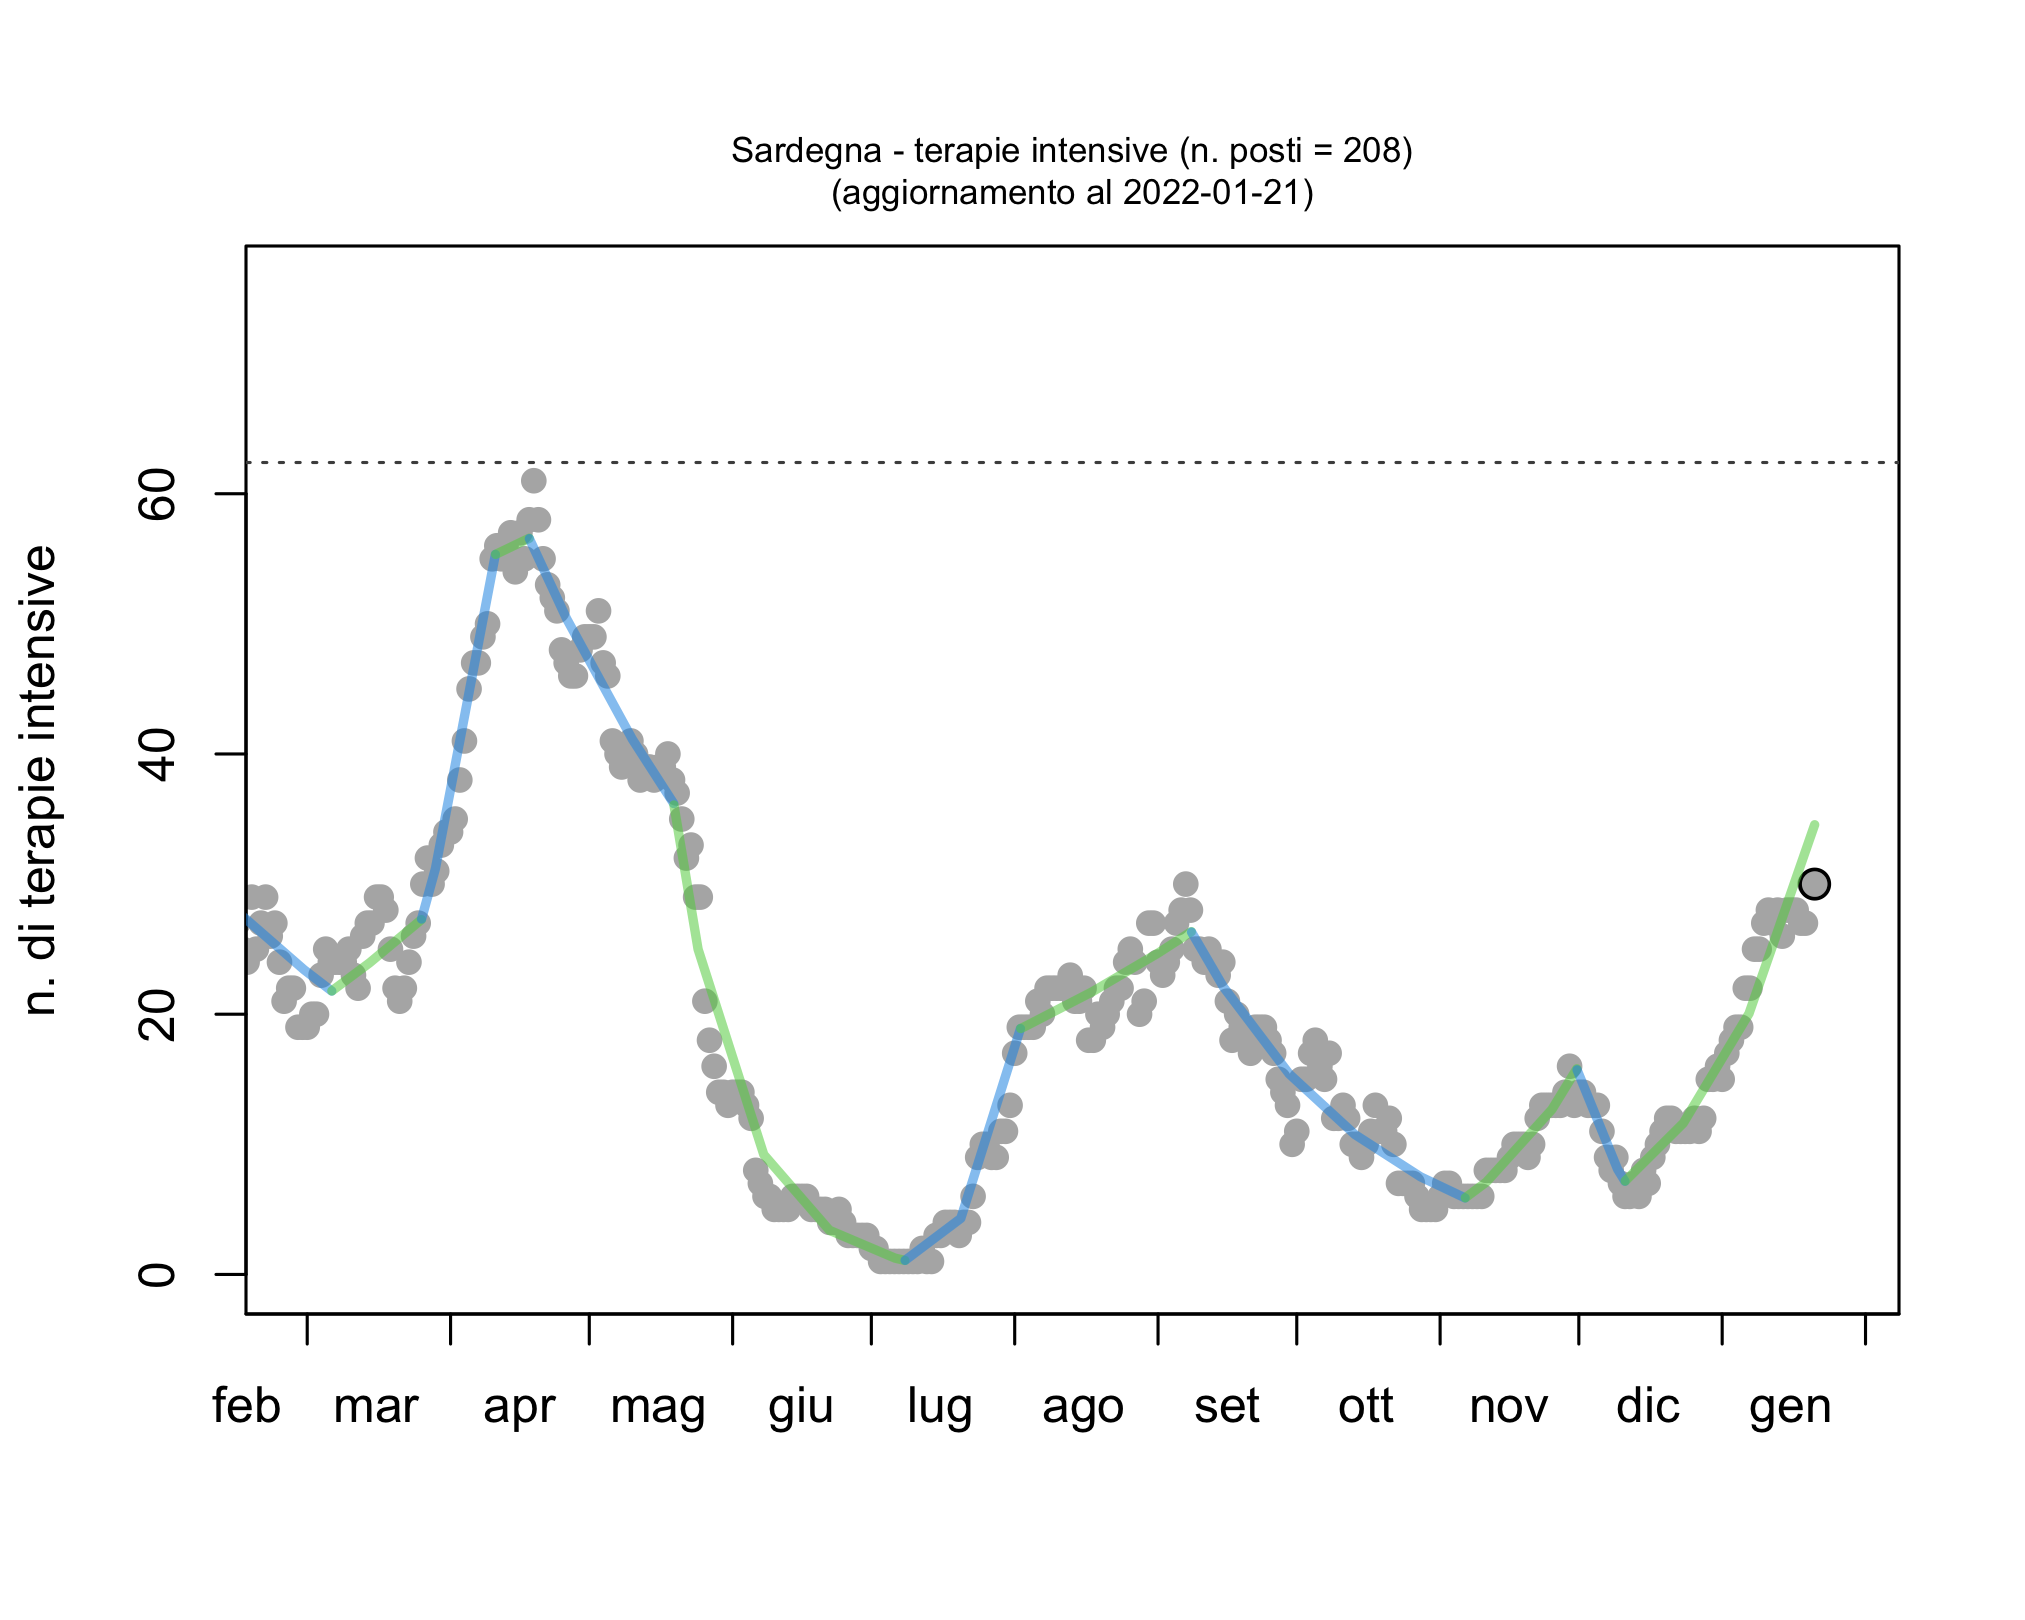 Sardegna - terapie intensive (n. posti = 208)
(aggiornamento al 2022-01-21)
n. di terapie intensive
60
40
20
0
feb mar apr mag giu lug ago set ott nov dic gen